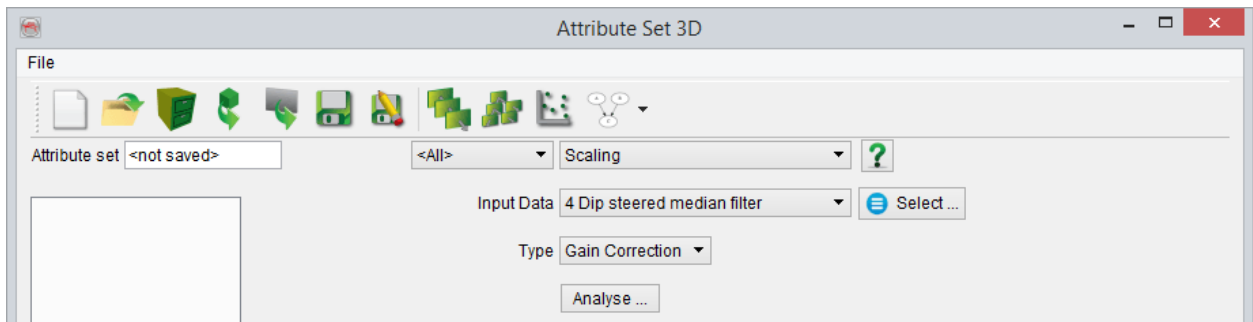 Attribute Set 3D
File
Attribute set <not saved> <All> Scaling ?
Input Data 4 Dip steered median filter Select ...
Type Gain Correction
Analyse ...